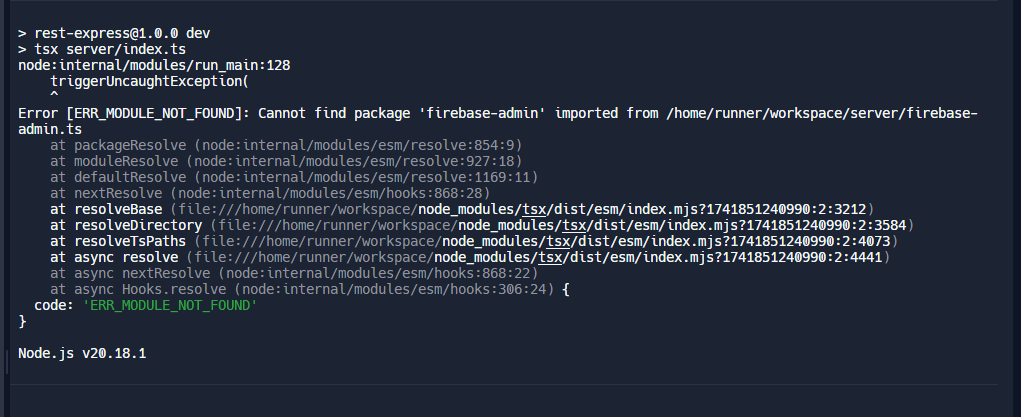 > rest-express@1.0.0 dev
> tsx server/index.ts
node:internal/modules/run_main:128
    triggerUncaughtException(
    ^
Error [ERR_MODULE_NOT_FOUND]: Cannot find package 'firebase-admin' imported from /home/runner/workspace/server/firebase-
admin.ts
    at packageResolve (node:internal/modules/esm/resolve:854:9)
    at moduleResolve (node:internal/modules/esm/resolve:927:18)
    at defaultResolve (node:internal/modules/esm/resolve:1169:11)
    at nextResolve (node:internal/modules/esm/hooks:868:28)
    at resolveBase (file:///home/runner/workspace/node_modules/tsx/dist/esm/index.mjs?1741851240990:2:3212)
    at resolveDirectory (file:///home/runner/workspace/node_modules/tsx/dist/esm/index.mjs?1741851240990:2:3584)
    at resolveTsPaths (file:///home/runner/workspace/node_modules/tsx/dist/esm/index.mjs?1741851240990:2:4073)
    at async resolve (file:///home/runner/workspace/node_modules/tsx/dist/esm/index.mjs?1741851240990:2:4441)
    at async nextResolve (node:internal/modules/esm/hooks:868:22)
    at async Hooks.resolve (node:internal/modules/esm/hooks:306:24) {
  code: 'ERR_MODULE_NOT_FOUND'
}
Node.js v20.18.1